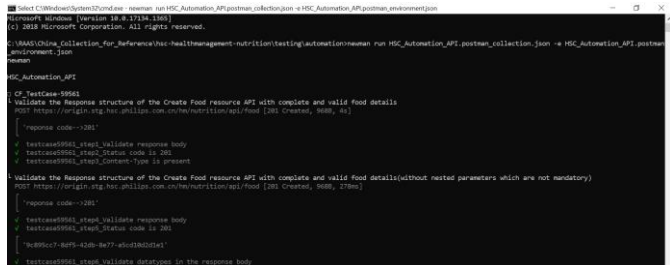 Select C:\Windows\System32\cmd.exe - newman run HSC_Automation_API.postman_collection.json -e HSC_Automation_API.postman_environment.json
Microsoft Windows [Version 10.0.17134.1365]
(c) 2018 Microsoft Corporation. All rights reserved.
C:\RAAS\China_Collection_for_Reference\hsc-healthmanagement-nutrition\testing\automation>newman run HSC_Automation_API.postman_collection.json -e HSC_Automation_API.postman
_environment.json
newman
HSC_Automation_API
CF_TestCase-59561
Validate the Response structure of the Create Food resource API with complete and valid food details
POST https://origin.stg.hsc.philips.com.cn/hm/nutrition/api/food [201 Created, 968B, 4s]
'reponse code-->201'
√ testcase59561_step1_Validate response body
√ testcase59561_step2_Status code is 201
√ testcase59561_step3_Content-Type is present
Validate the Response structure of the Create Food resource API with complete and valid food details(without nested parameters which are not mandatory)
POST https://origin.stg.hsc.philips.com.cn/hm/nutrition/api/food [201 Created, 968B, 278ms]
'reponse code-->201'
√ testcase59561_step4_Validate response body
√ testcase59561_step5_Status code is 201
'9c895cc7-8df5-42db-8e77-a5cd10d2d1e1'
√ testcase59561_step6_Validate datatypes in the response body